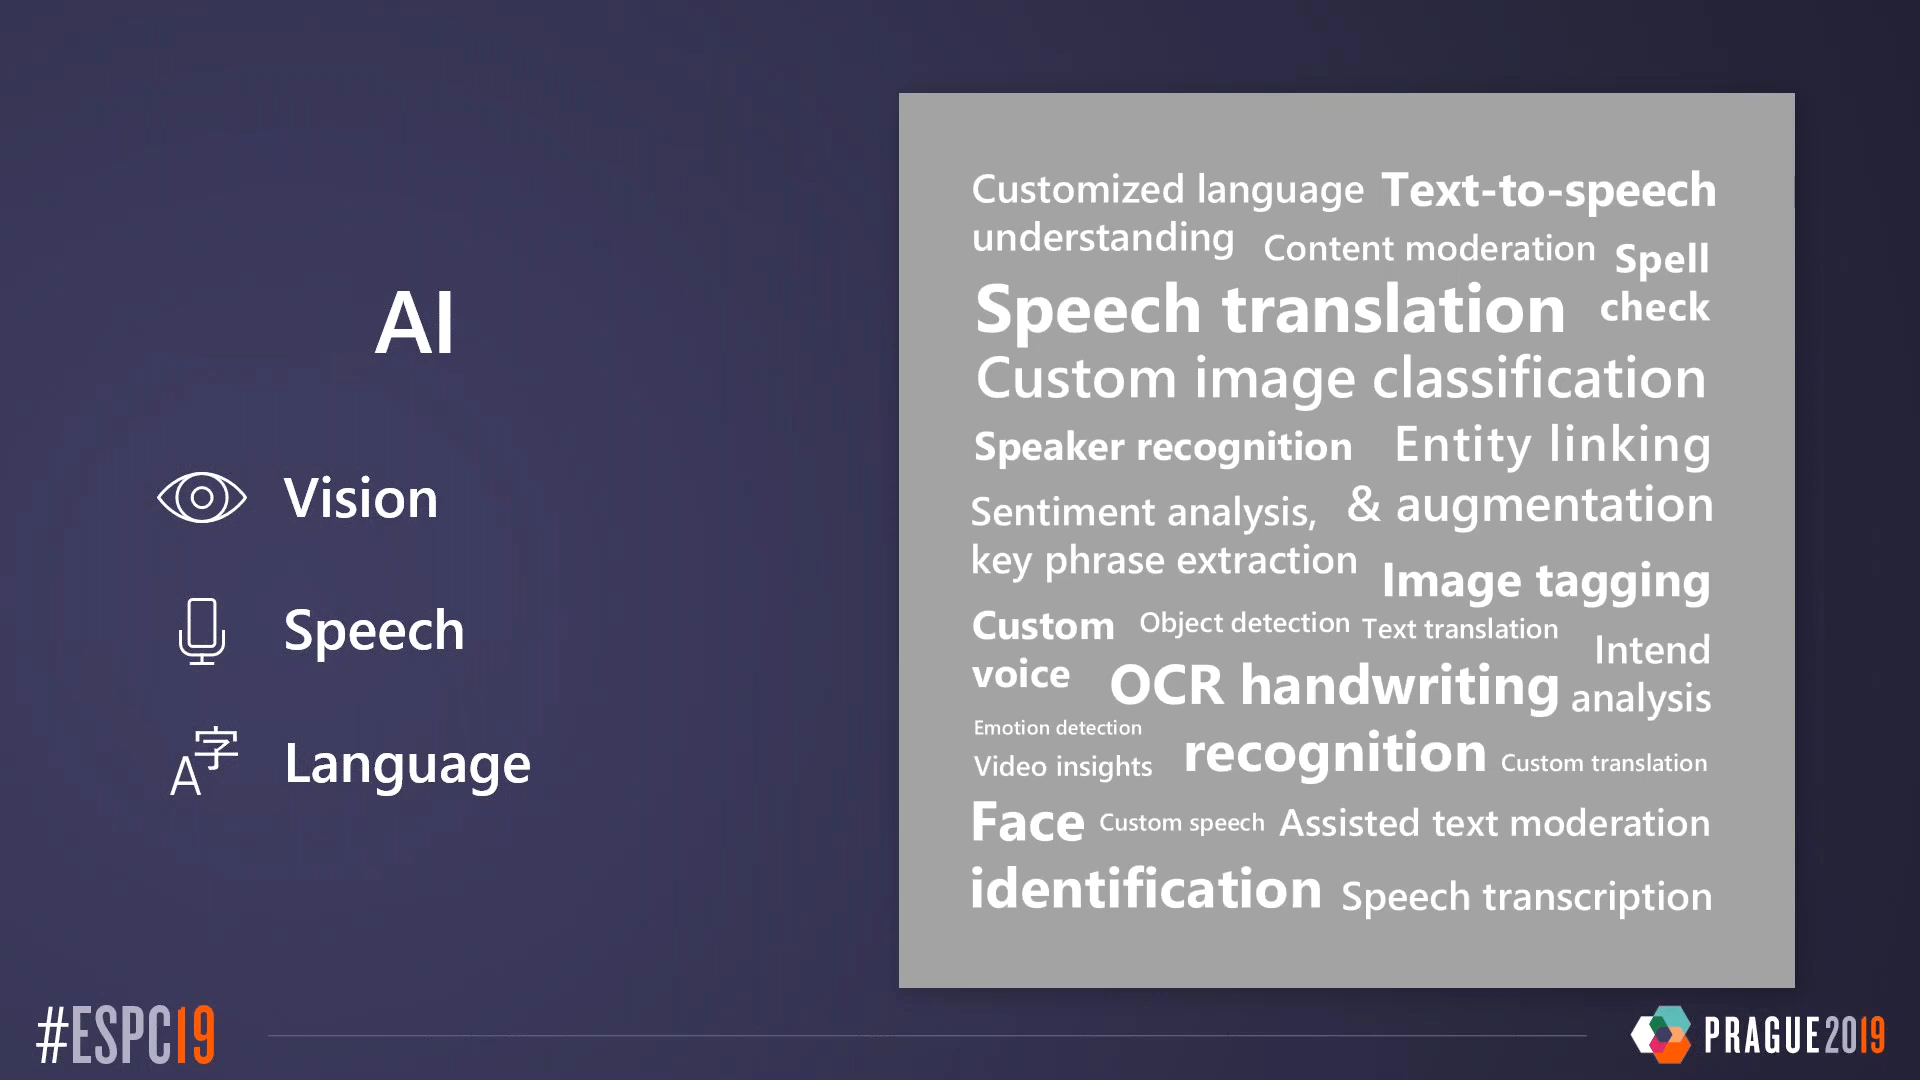 AI
Vision
Speech
A字
Language
Customized language
understanding
Text-to-speech
Content moderation
Spell
check
Speech translation
Custom image classification
Speaker recognition
Entity linking
& augmentation
Sentiment analysis,
key phrase extraction
Image tagging
Custom
voice
Object detection
Text translation
Intend
analysis
OCR handwriting
recognition
Emotion detection
Video insights
Custom translation
Face
identification
Custom speech
Assisted text moderation
Speech transcription
#ESPC19
PRAGUE2019